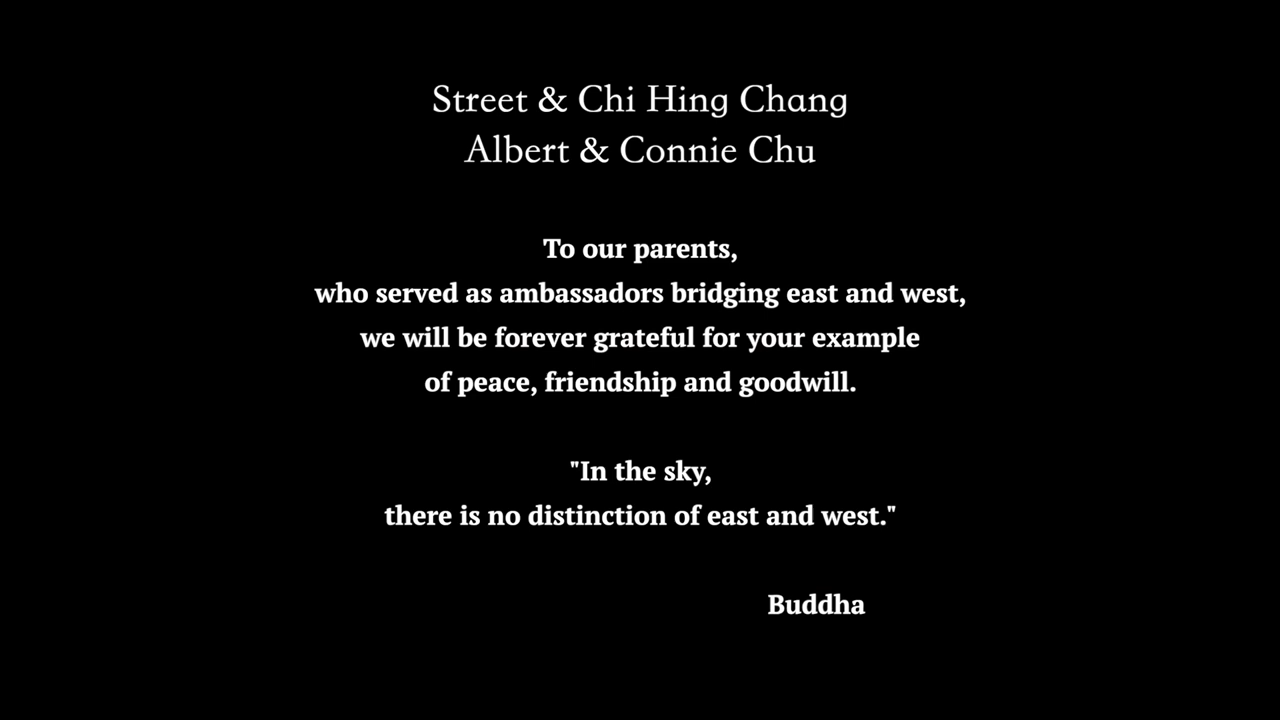 Street & Chi Hing Chang
Albert & Connie Chu
To our parents,
who served as ambassadors bridging east and west,
we will be forever grateful for your example
of peace, friendship and goodwill.
"In the sky,
there is no distinction of east and west."
Buddha